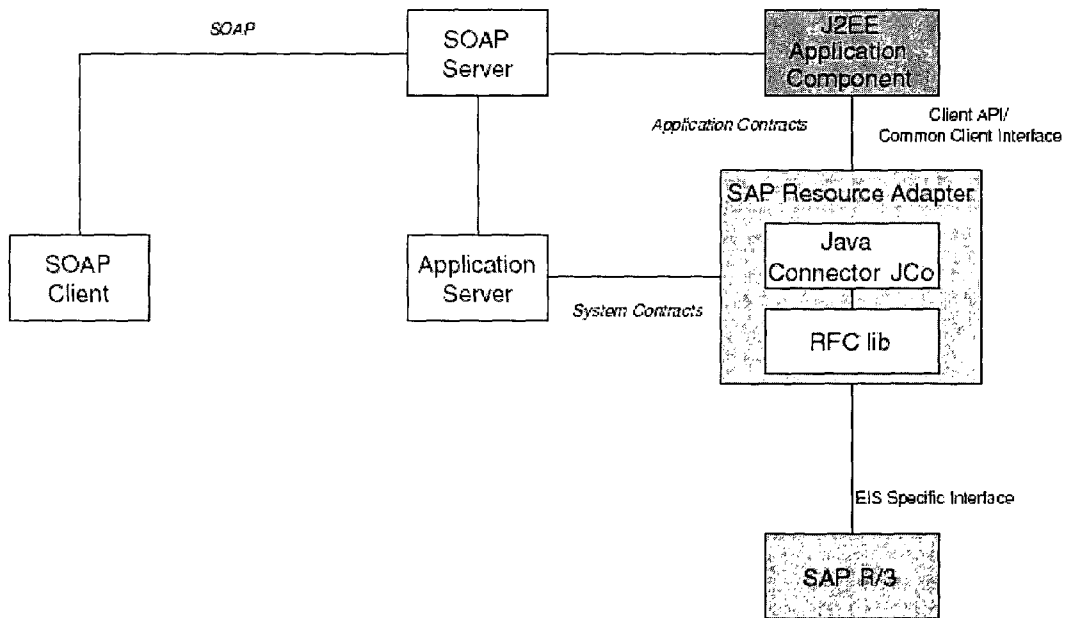 SOAP
SOAP
Server
J2EE
Application
Component
Application Contracts
Client API/
Common Client Interface
SAP Resource Adapter
SOAP
Client
Application
Server
Java
Connector JCo
System Contracts
RFC lib
EIS Specific Interface
SAP R/3